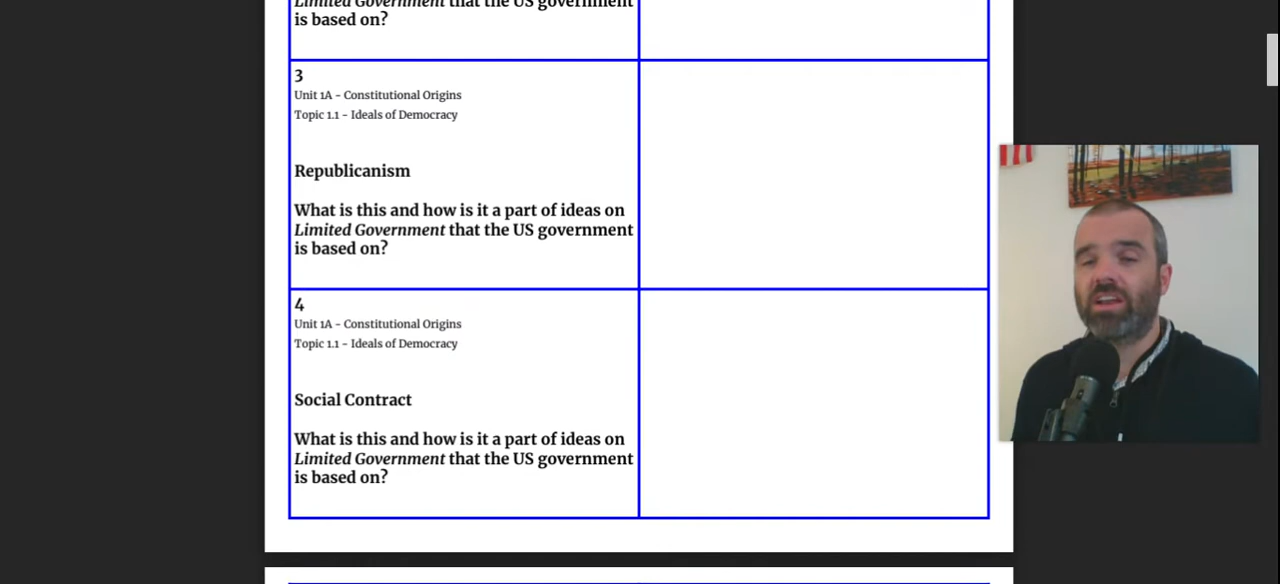 Limited Government that the US government
is based on?
3
Unit 1A - Constitutional Origins
Topic 1.1 - Ideals of Democracy
Republicanism
What is this and how is it a part of ideas on
Limited Government that the US government
is based on?
4
Unit 1A - Constitutional Origins
Topic 1.1 - Ideals of Democracy
Social Contract
What is this and how is it a part of ideas on
Limited Government that the US government
is based on?